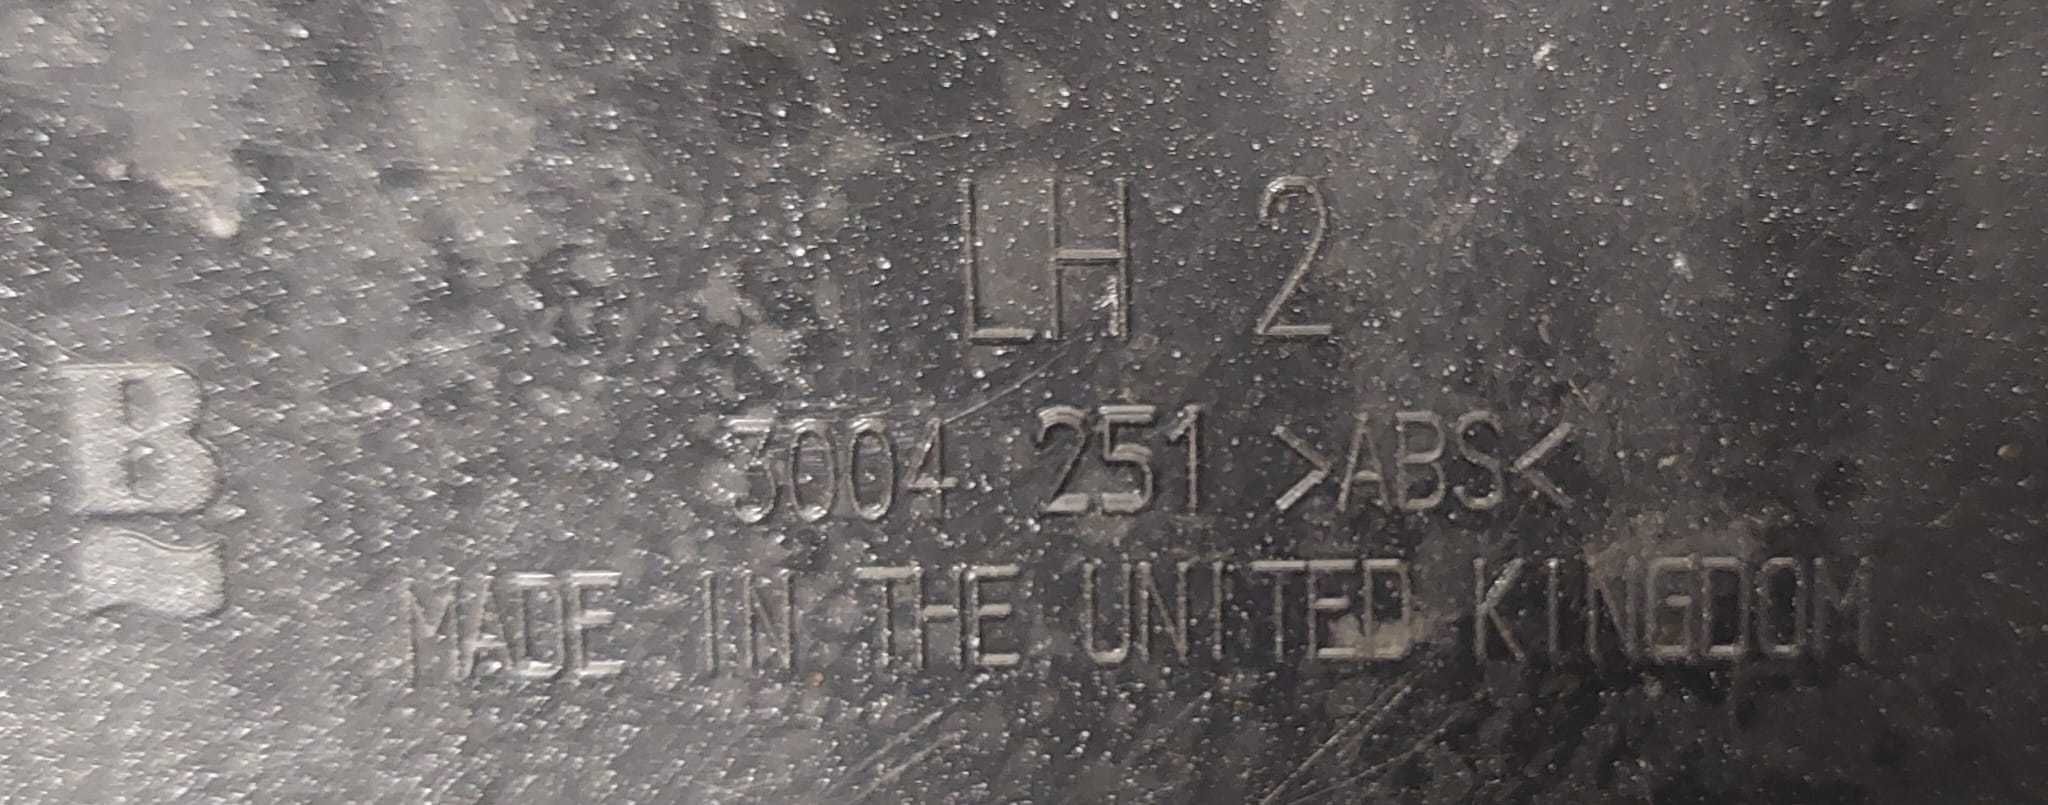 LH 2
B
3004 251 >ABS<
MADE IN THE UNITED KINGDOM